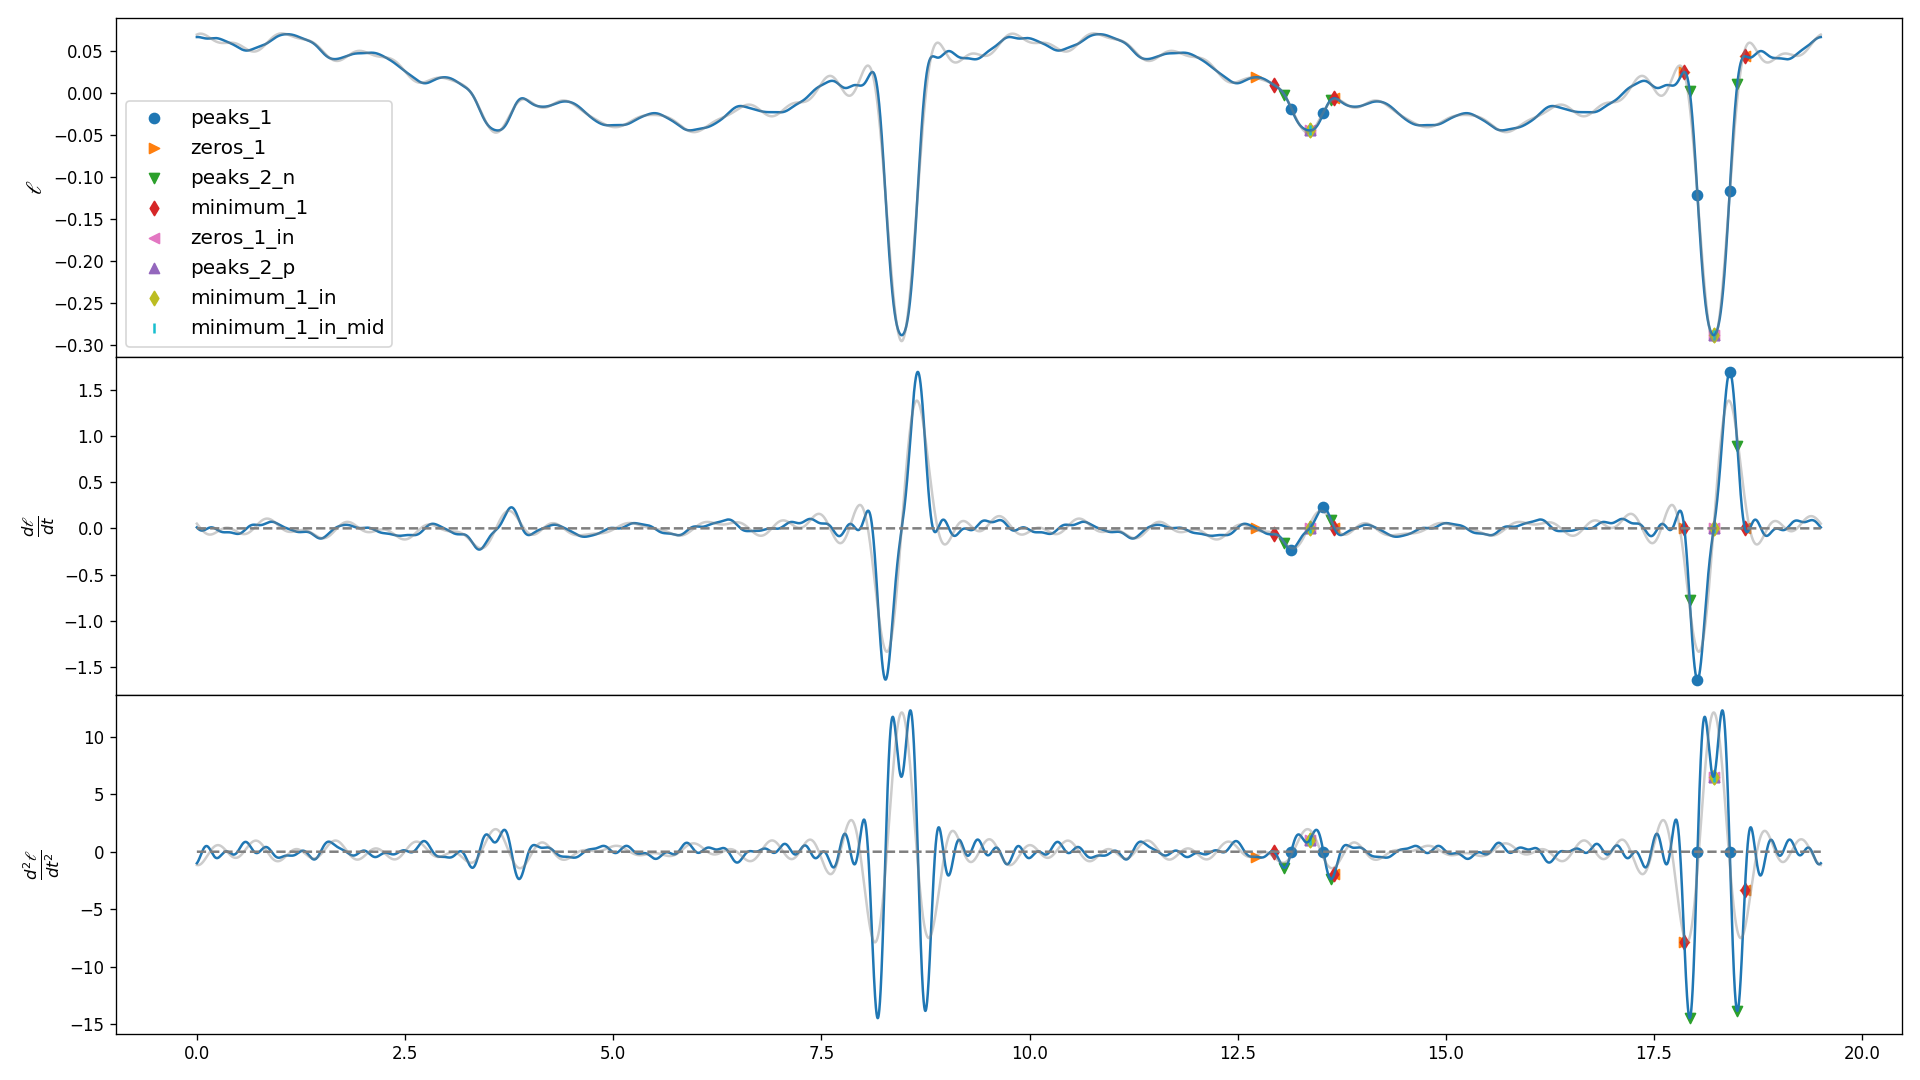 0.05
0.00
−0.05
−0.10
−0.15
−0.20
−0.25
−0.30
ℓ
peaks_1
zeros_1
peaks_2_n
minimum_1
zeros_1_in
peaks_2_p
minimum_1_in
minimum_1_in_mid
1.5
1.0
0.5
0.0
−0.5
−1.0
−1.5
dℓ
dt
10
5
0
−5
−10
−15
d²ℓ
dt²
0.0 2.5 5.0 7.5 10.0 12.5 15.0 17.5 20.0